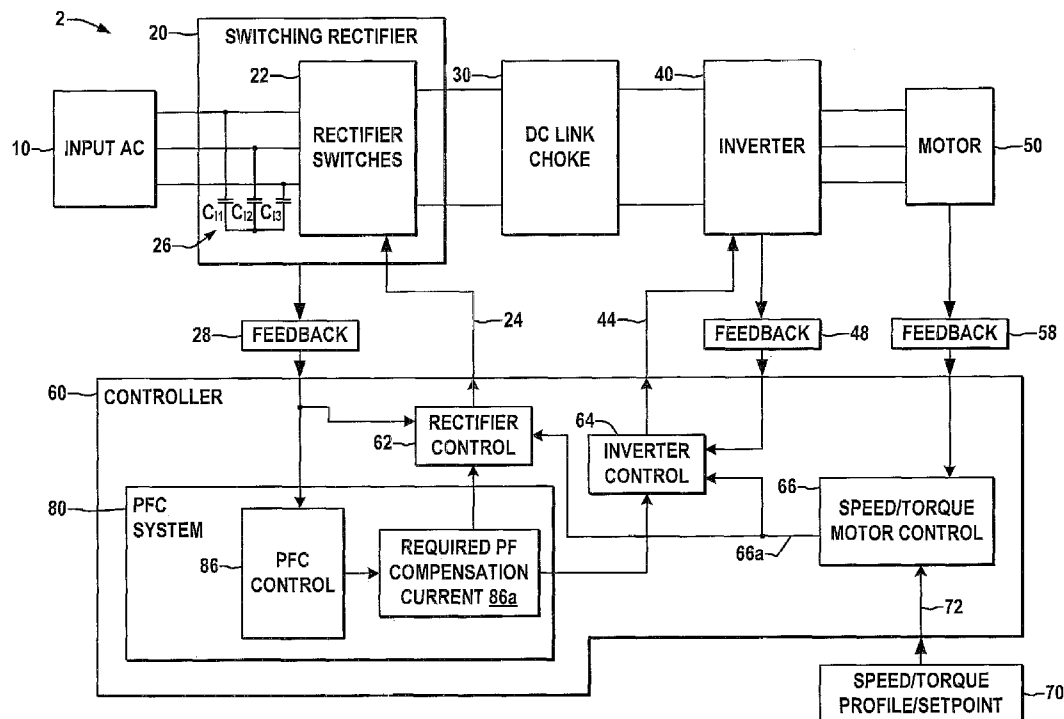 2
20
SWITCHING RECTIFIER
22
RECTIFIER
SWITCHES
10
INPUT AC
CI1 CI2 CI3
26
30
DC LINK
CHOKE
40
INVERTER
MOTOR
50
28
FEEDBACK
24
44
FEEDBACK
48
FEEDBACK
58
60
CONTROLLER
62
RECTIFIER
CONTROL
64
INVERTER
CONTROL
66
SPEED/TORQUE
MOTOR CONTROL
66a
80
PFC
SYSTEM
86
PFC
CONTROL
REQUIRED PF
COMPENSATION
CURRENT 86a
72
SPEED/TORQUE
PROFILE/SETPOINT
70